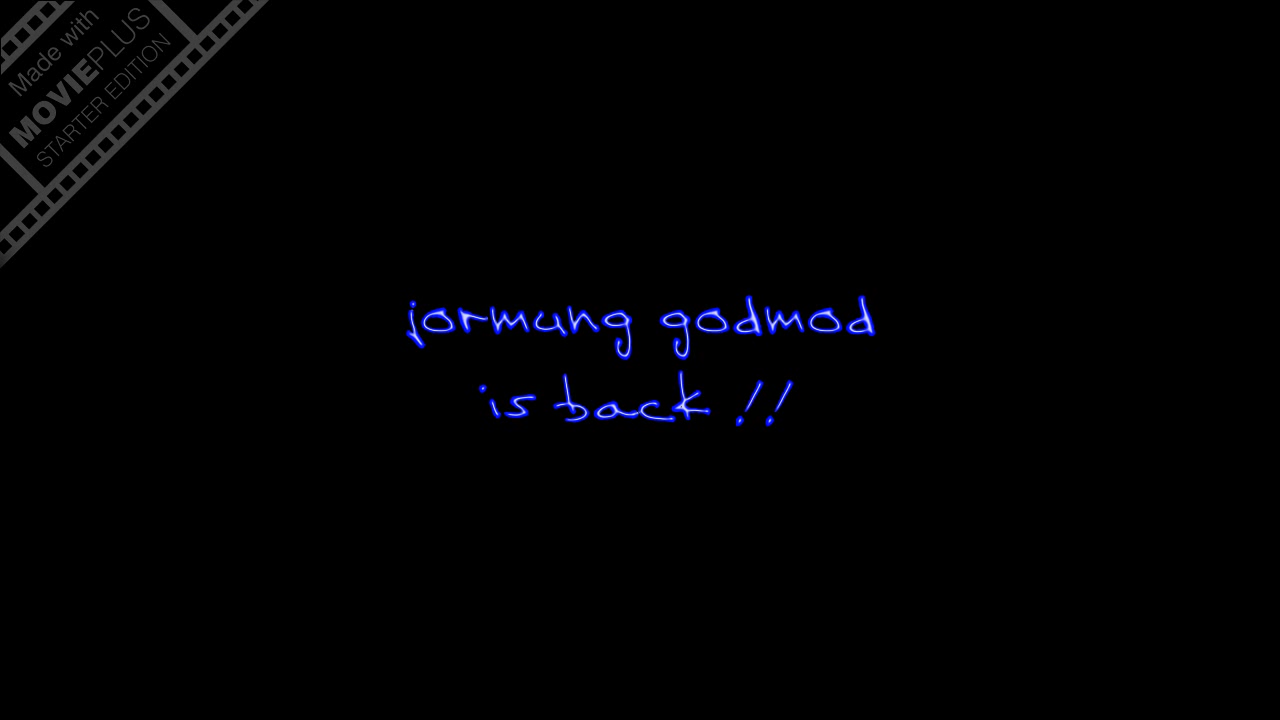 Made with
MOVIEPLUS
STARTER EDITION
jormung godmod
is back !!